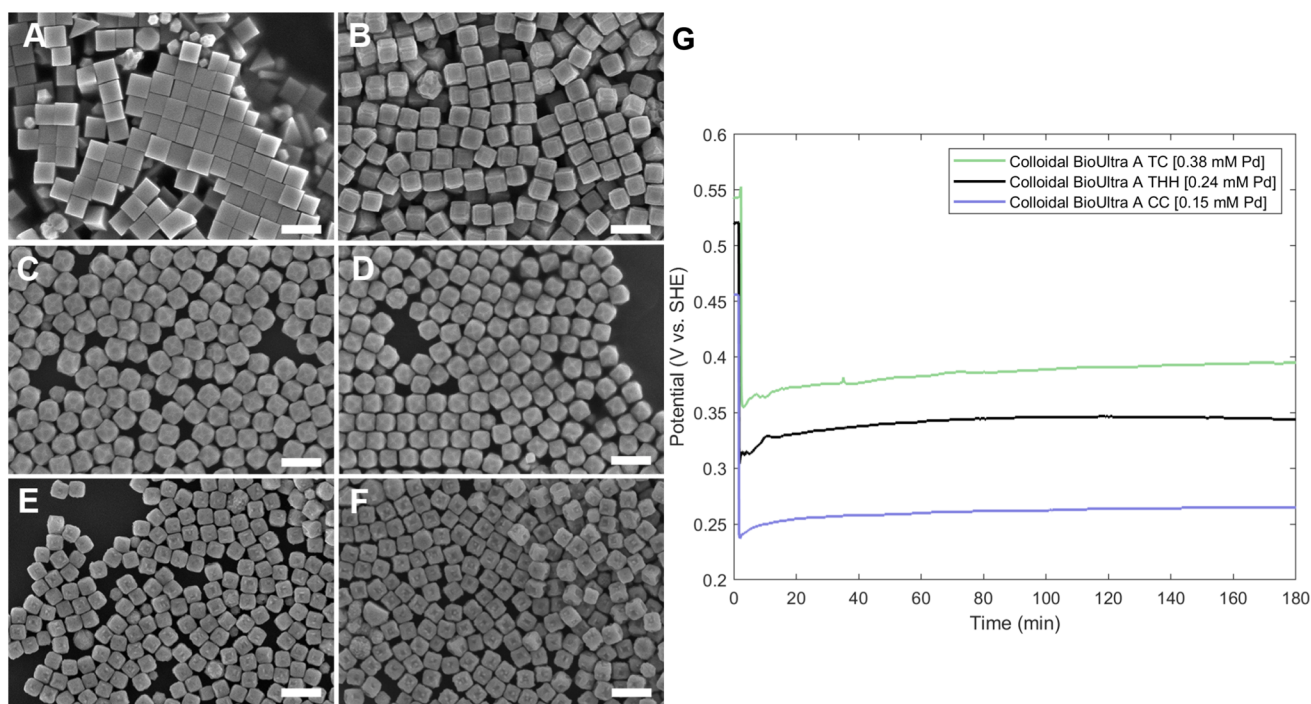 A
B
C
D
E
F
G
0.6
0.55
0.5
0.45
0.4
0.35
0.3
0.25
0.2
Potential (V vs. SHE)
Colloidal BioUltra A TC [0.38 mM Pd]
Colloidal BioUltra A THH [0.24 mM Pd]
Colloidal BioUltra A CC [0.15 mM Pd]
0 20 40 60 80 100 120 140 160 180
Time (min)